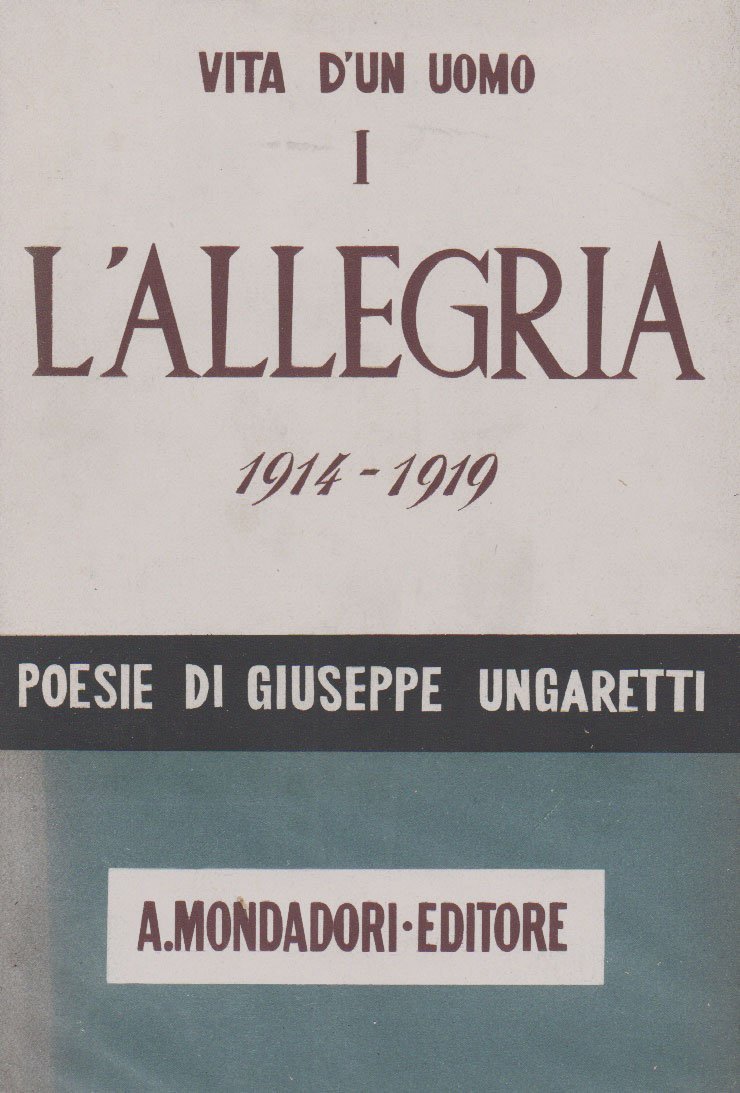 VITA D'UN UOMO
I
L'ALLEGRIA
1914-1919
POESIE DI GIUSEPPE UNGARETTI
A.MONDADORI·EDITORE